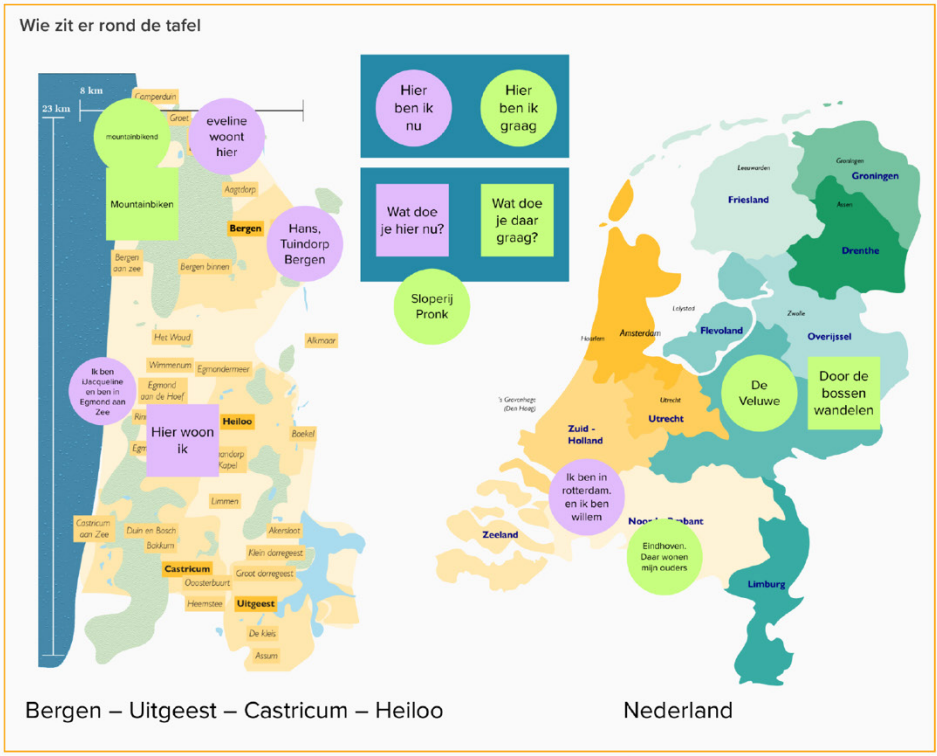 Wie zit er rond de tafel
8 km
23 km
Camperduin
Groet
mountainbikend
eveline
woont
hier
Mountainbiken
Aagtdorp
Bergen
Hans,
Tuindorp
Bergen
Bergen
aan zee
Bergen binnen
Het Woud
Alkmaar
Wimmenum
Egmondermeer
Egmond
aan de Hoef
Ik ben
iJacqueline
en ben in
Egmond aan
Zee
Hier woon
ik
Heiloo
Boekel
Kapel
Limmen
Castricum
aan Zee
Duin en Bosch
Bakkum
Akersloot
Klein dorregeest
Castricum
Groot dorregeest
Oosterbuurt
Heemstee
Uitgeest
De kleis
Assum
Bergen – Uitgeest – Castricum – Heiloo
Hier
ben ik
nu
Hier
ben ik
graag
Wat doe
je hier nu?
Wat doe
je daar
graag?
Sloperij
Pronk
Leeuwarden
Friesland
Groningen
Groningen
Assen
Drenthe
Lelystad
Zwolle
Flevoland
Overijssel
Haarlem
Amsterdam
De
Veluwe
Door de
bossen
wandelen
's Gravenhage
(Den Haag)
Utrecht
Utrecht
Zuid -
Holland
Ik ben in
rotterdam.
en ik ben
willem
Zeeland
Eindhoven.
Daar wonen
mijn ouders
Limburg
Nederland